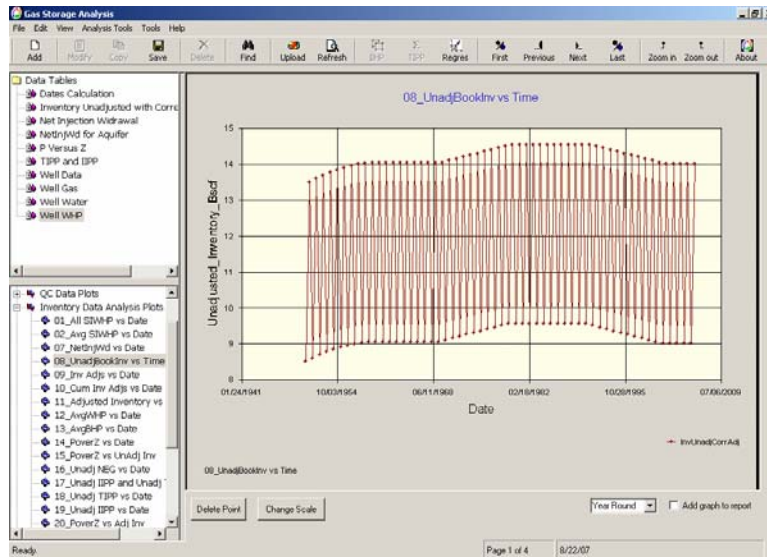 Gas Storage Analysis
File Edit View Analysis Tools Tools Help
Add Modify Copy Save Delete Find Upload Refresh BHP TIPP Regres First Previous Next Last Zoom in Zoom out About
Data Tables
Dates Calculation
Inventory Unadjusted with Corre
Net Injection Widrawal
NetInjWd for Aquifer
P Versus Z
TIPP and IIPP
Well Data
Well Gas
Well Water
Well WHP
QC Data Plots
Inventory Data Analysis Plots
01_All SIWHP vs Date
02_Avg SIWHP vs Date
07_NetInjWd vs Date
08_UnadjBookInv vs Time
09_Inv Adjs vs Date
10_Cum Inv Adjs vs Date
11_Adjusted Inventory vs
12_AvgWHP vs Date
13_AvgBHP vs Date
14_PoverZ vs Date
15_PoverZ vs UnAdj Inv
16_Unadj NEG vs Date
17_Unadj IIPP and Unadj
18_Unadj TIPP vs Date
19_Unadj IIPP vs Date
20_PoverZ vs Adj Inv
08_UnadjBookInv vs Time
Unadjusted_Inventory_Bscf
15
14
13
12
11
10
9
8
01/24/1941 10/03/1954 06/11/1968 02/18/1982 10/28/1995 07/06/2009
Date
InvUnadjCorrAdj
08_UnadjBookInv vs Time
Delete Point Change Scale Year Round Add graph to report
Ready Page 1 of 4 8/22/07